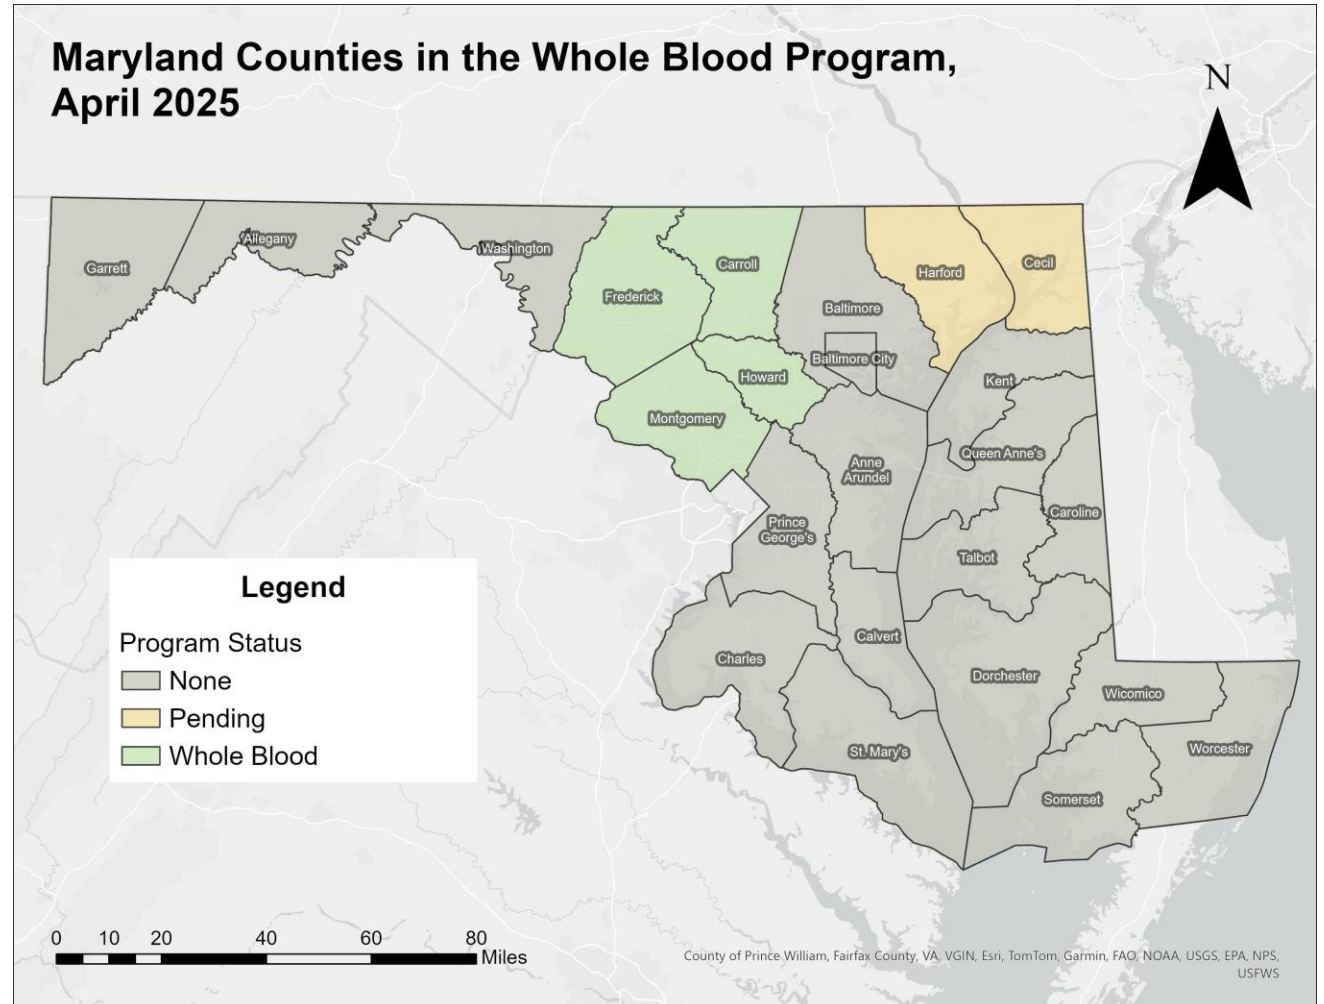 Maryland Counties in the Whole Blood Program,
April 2025
N
Garrett
Allegany
Washington
Frederick
Carroll
Baltimore
Harford
Cecil
Baltimore City
Howard
Kent
Montgomery
Queen Anne's
Anne
Arundel
Prince
George's
Caroline
Talbot
Calvert
Charles
Dorchester
Wicomico
St. Mary's
Worcester
Somerset
Legend
Program Status
None
Pending
Whole Blood
0 10 20 40 60 80
Miles
County of Prince William, Fairfax County, VA, VGIN, Esri, TomTom, Garmin, FAO, NOAA, USGS, EPA, NPS,
USFWS